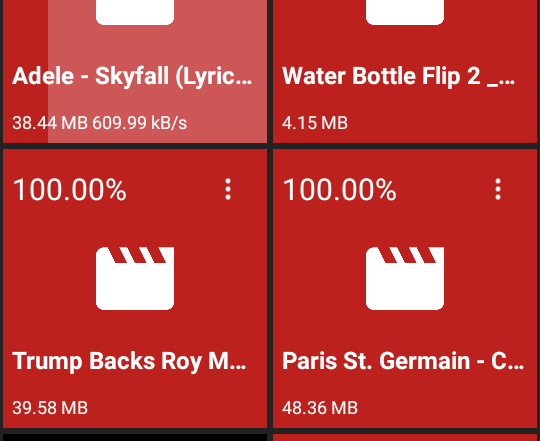 Adele - Skyfall (Lyric...
38.44 MB 609.99 kB/s
Water Bottle Flip 2 _...
4.15 MB
100.00%
Trump Backs Roy M...
39.58 MB
100.00%
Paris St. Germain - C...
48.36 MB